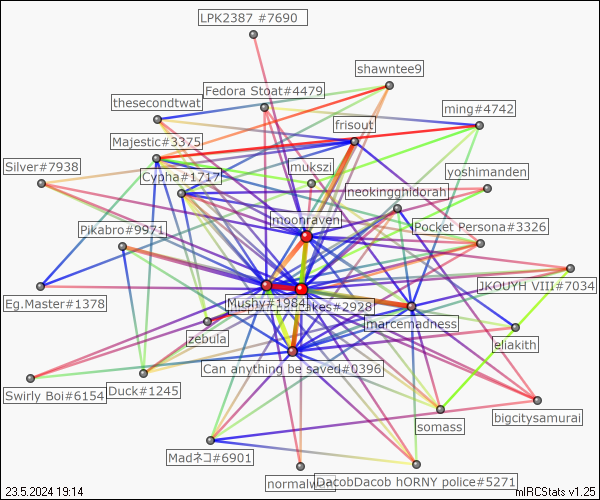 LPK2387 #7690
shawntee9
Fedora Stoat#4479
thesecondtwat
ming#4742
frisout
Majestic#3375
mukszi
Silver#7938
Cypha#1717
yoshimanden
neokingghidorah
moonraven
Pocket Persona#3326
Pikabro#9971
JKOUYH VIII#7034
Eg.Master#1378
Mushy#1984
akes#2928
marcemadness
zebula
eliakith
Can anything be saved#0396
Swirly Boi#6154
Duck#1245
bigcitysamurai
somass
Madネコ#6901
DacobDacob hORNY police#5271
23.5.2024 19:14
mIRCStats v1.25